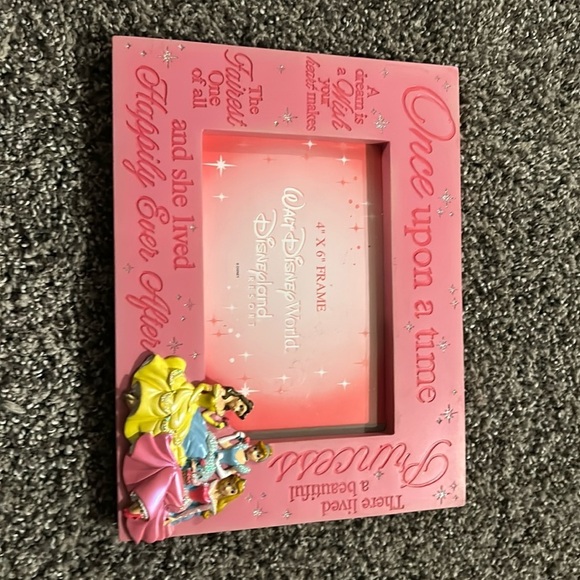 Once upon a time
There lived
a beautiful
Princess
A
dream is
a Wish
your
heart makes
The
Fairest
One
of all
and she lived
Happily Ever After
4" X 6" FRAME
WALT DISNEY WORLD
DISNEYLAND
RESORT